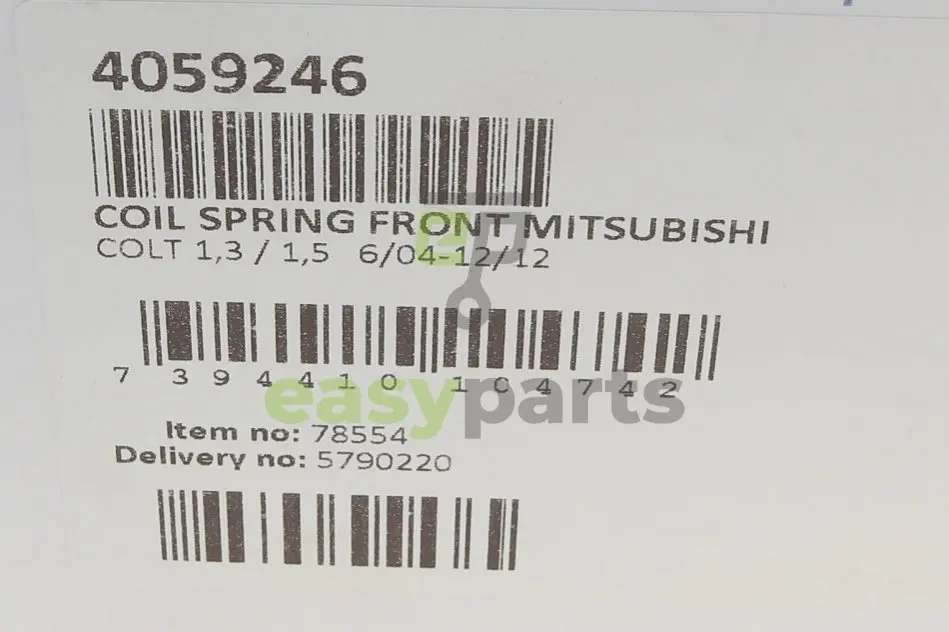 4059246
COIL SPRING FRONT MITSUBISHI
COLT 1,3 / 1,5 6/04-12/12
7 394410 104742
easyparts
Item no: 78554
Delivery no: 5790220